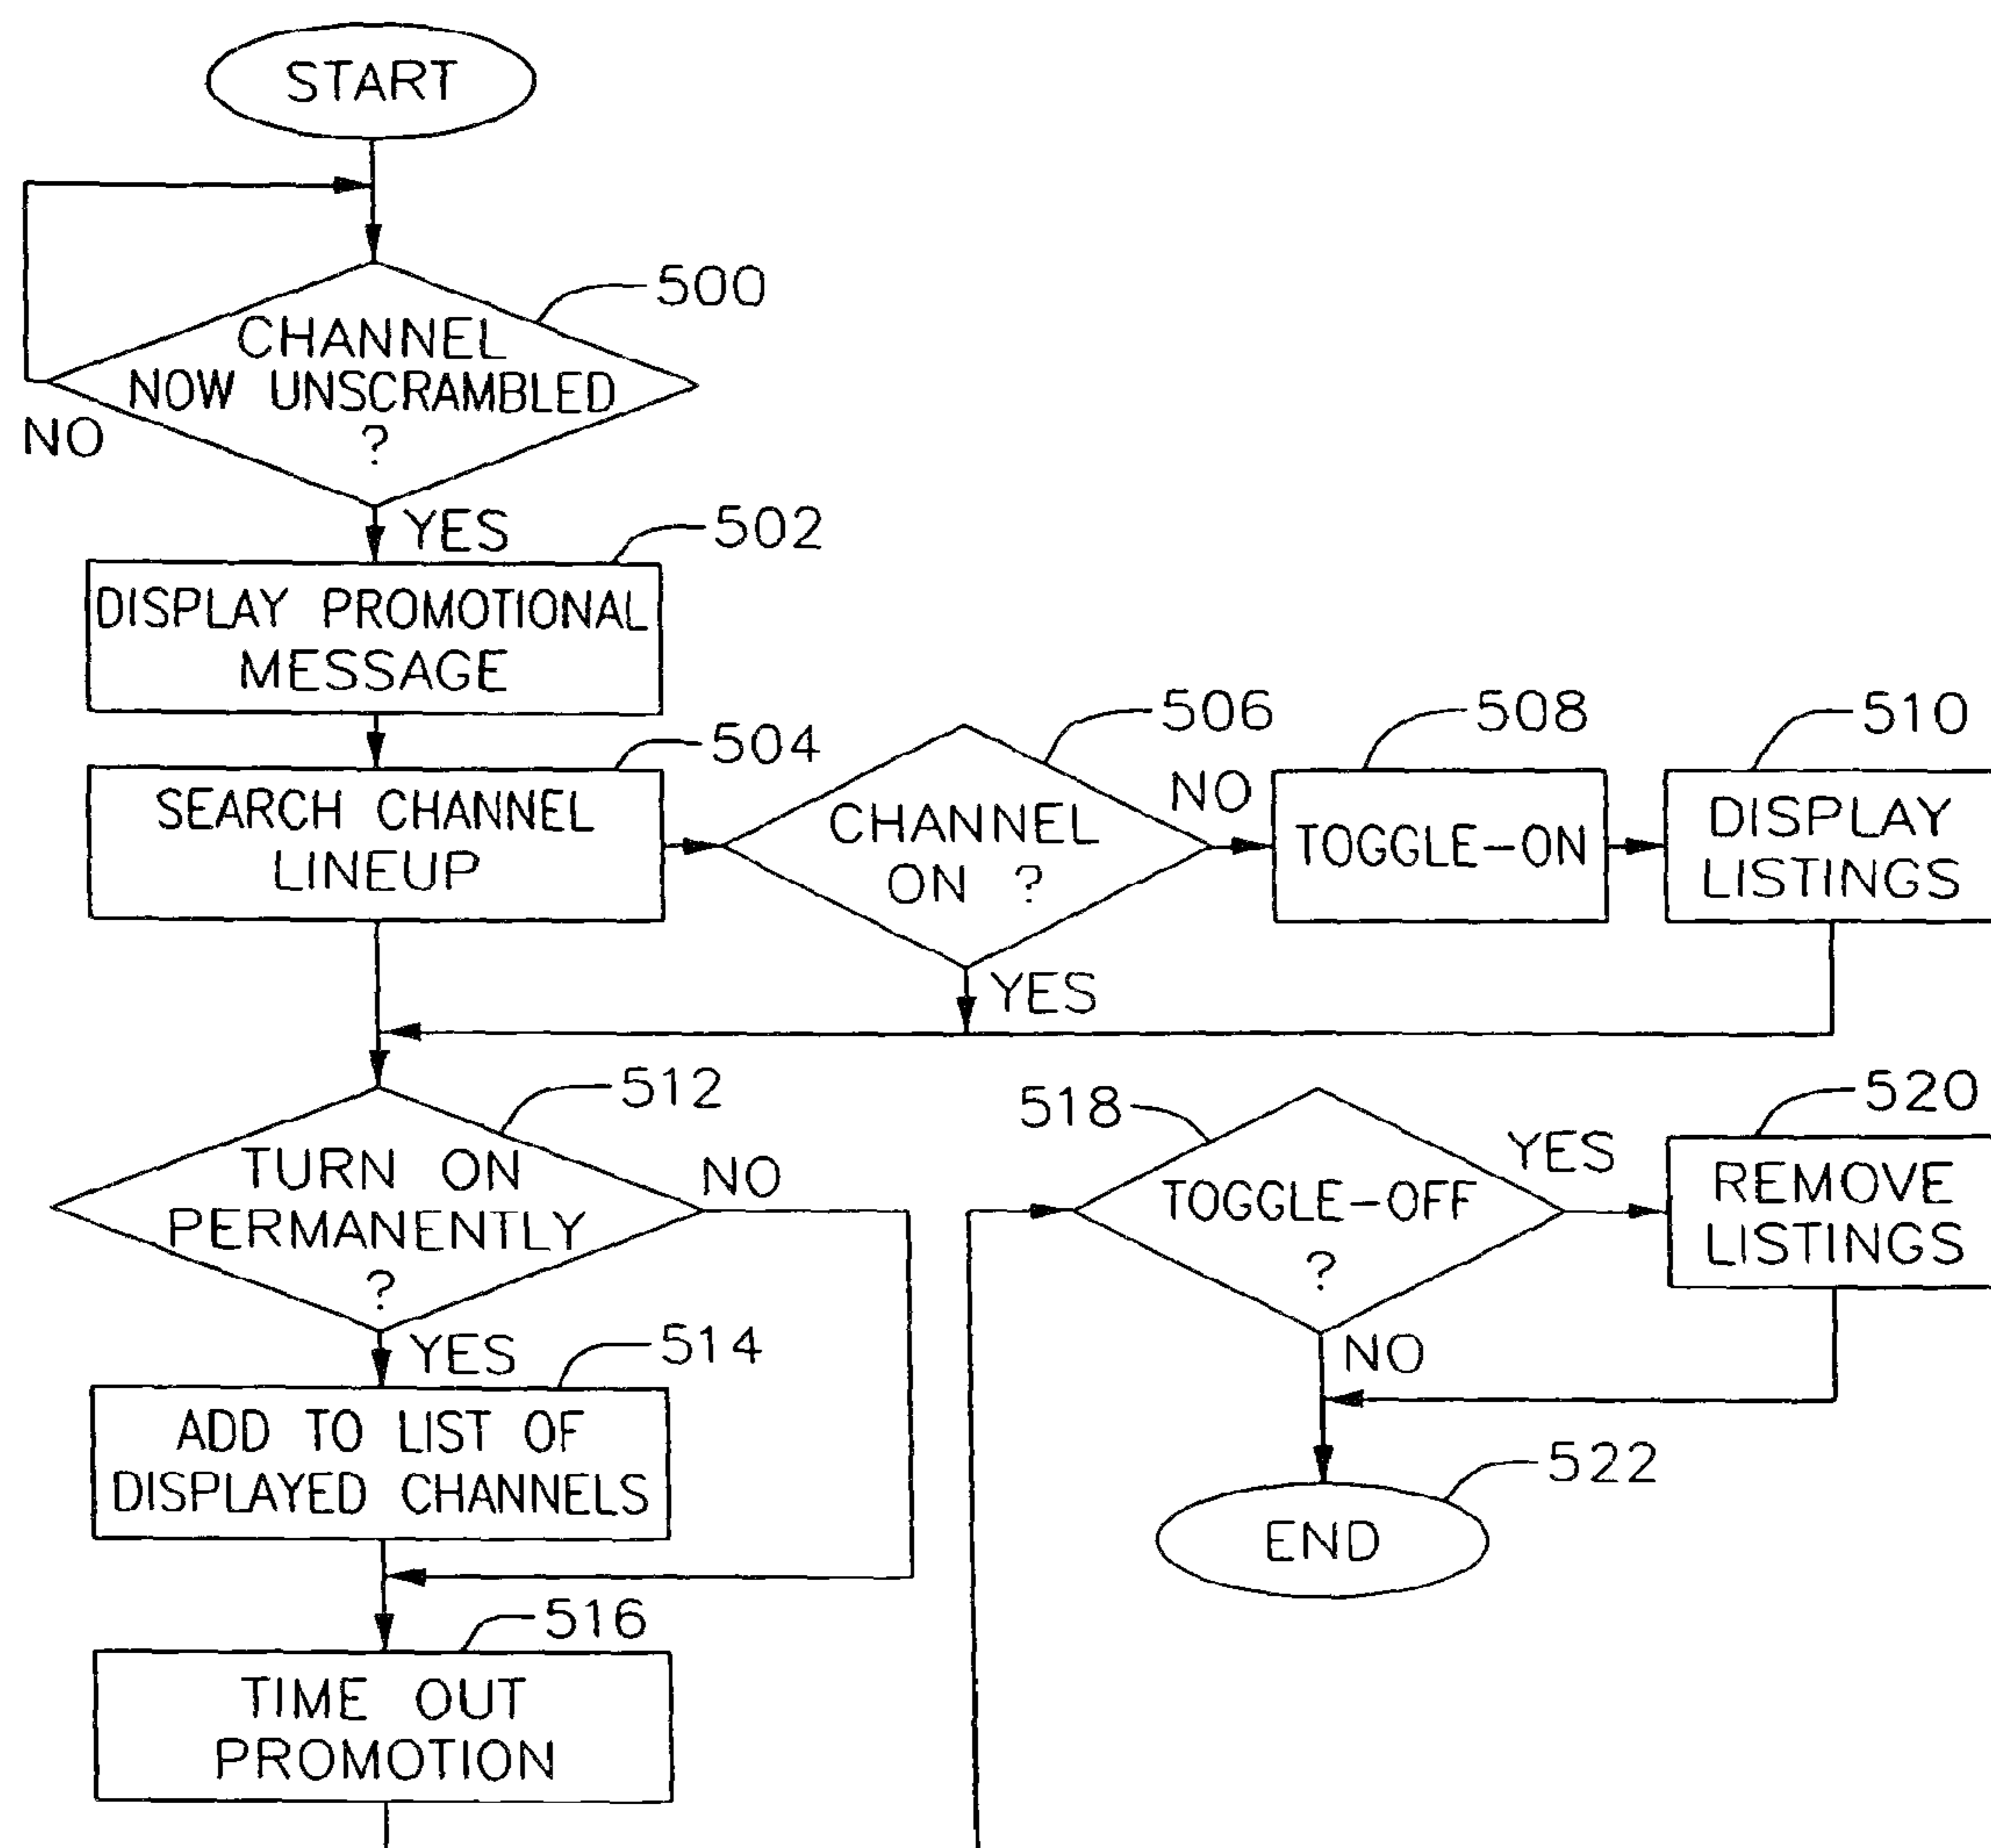 START
500
CHANNEL
NOW UNSCRAMBLED
?
NO
YES
502
DISPLAY PROMOTIONAL
MESSAGE
504
SEARCH CHANNEL
LINEUP
506
CHANNEL
ON ?
NO
YES
508
TOGGLE-ON
510
DISPLAY
LISTINGS
512
TURN ON
PERMANENTLY
?
NO
YES
514
ADD TO LIST OF
DISPLAYED CHANNELS
516
TIME OUT
PROMOTION
518
TOGGLE-OFF
?
YES
NO
520
REMOVE
LISTINGS
522
END